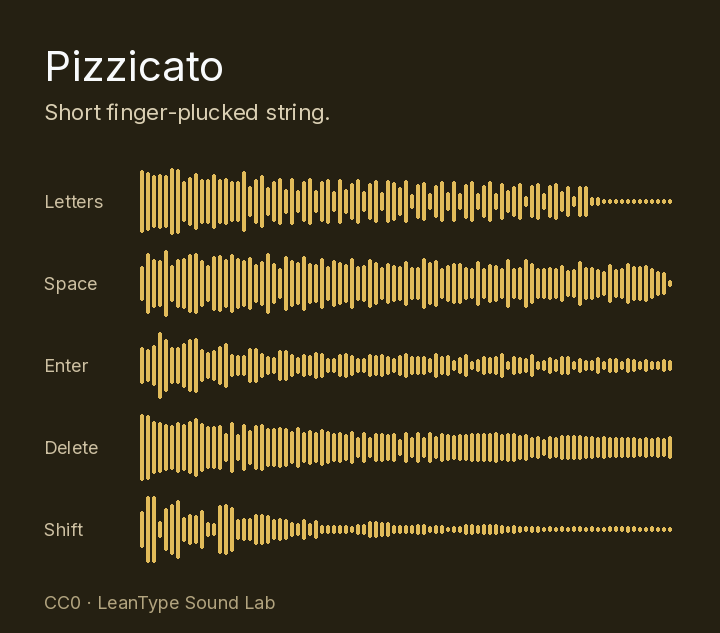 Pizzicato
Short finger-plucked string.
Letters
Space
Enter
Delete
Shift
CC0 · LeanType Sound Lab